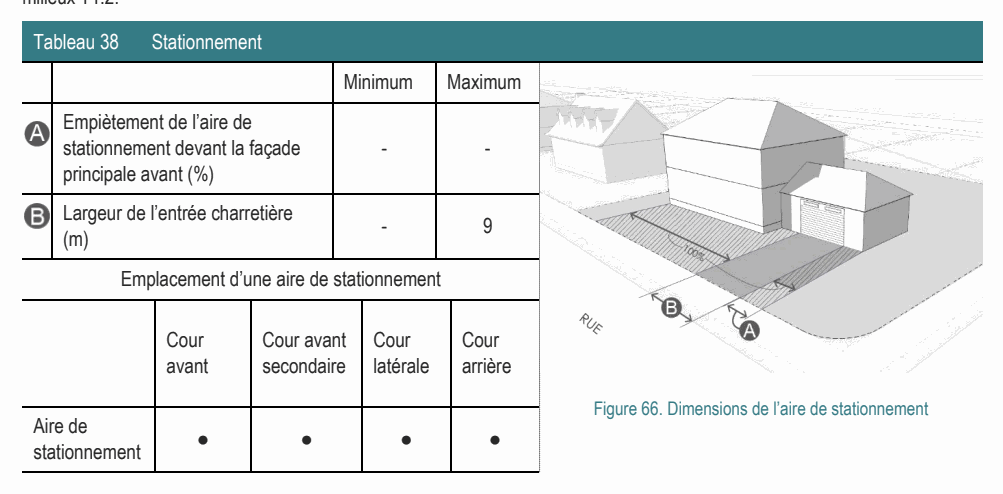 milieux T1.2.
Tableau 38 Stationnement
Minimum Maximum
A Empiètement de l'aire de
stationnement devant la façade
principale avant (%) - -
B Largeur de l'entrée charretière
(m) - 9
Emplacement d'une aire de stationnement
Cour
avant
Cour avant
secondaire
Cour
latérale
Cour
arrière
Aire de
stationnement • • • •
100%
B
A
RUE
Figure 66. Dimensions de l'aire de stationnement